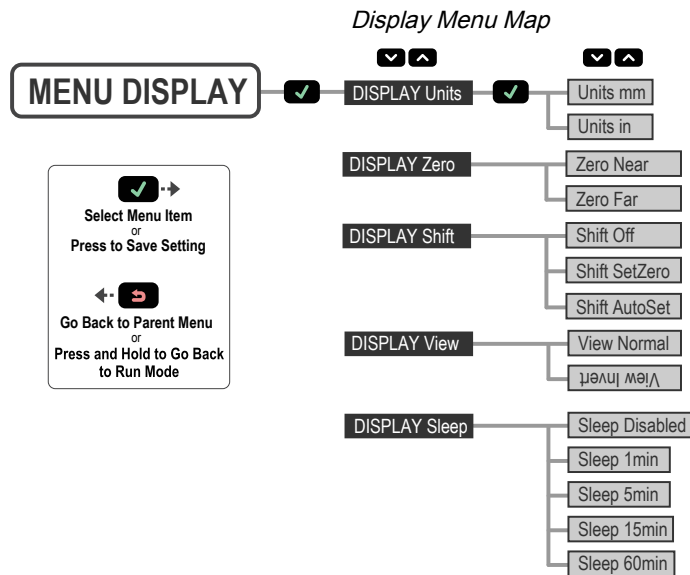 Display Menu Map
MENU DISPLAY
DISPLAY Units
Units mm
Units in
DISPLAY Zero
Zero Near
Zero Far
DISPLAY Shift
Shift Off
Shift SetZero
Shift AutoSet
DISPLAY View
View Normal
View Invert
DISPLAY Sleep
Sleep Disabled
Sleep 1min
Sleep 5min
Sleep 15min
Sleep 60min
Select Menu Item
or
Press to Save Setting
Go Back to Parent Menu
or
Press and Hold to Go Back
to Run Mode